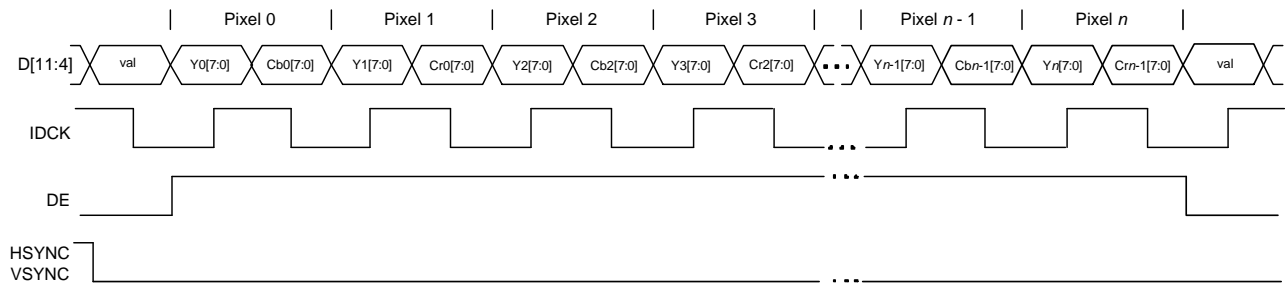 Pixel 0 Pixel 1 Pixel 2 Pixel 3 Pixel n - 1 Pixel n
D[11:4] val Y0[7:0] Cb0[7:0] Y1[7:0] Cr0[7:0] Y2[7:0] Cb2[7:0] Y3[7:0] Cr2[7:0] Yn-1[7:0] Cbn-1[7:0] Yn[7:0] Crn-1[7:0] val
IDCK
DE
HSYNC
VSYNC